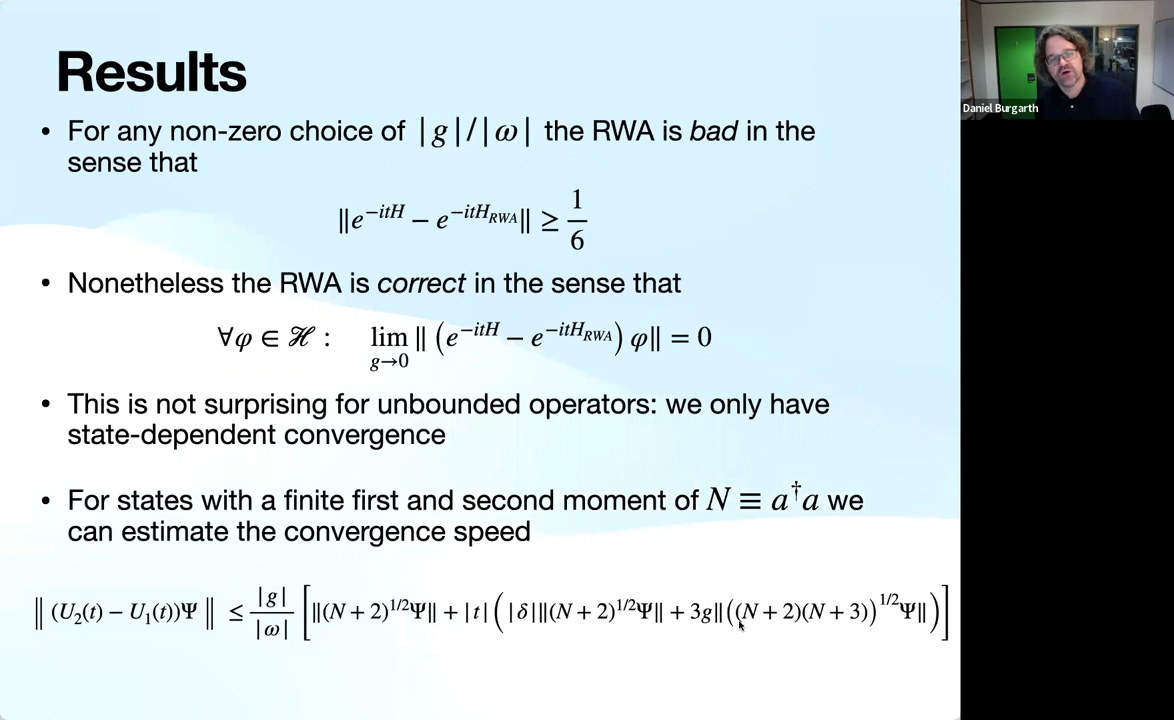 Results
• For any non-zero choice of |g|/|ω| the RWA is bad in the
sense that
‖e^{-itH} − e^{-itH_{RWA}}‖ ≥ 1/6
• Nonetheless the RWA is correct in the sense that
∀φ ∈ ℋ : lim_{g→0} ‖ (e^{-itH} − e^{-itH_{RWA}}) φ‖ = 0
• This is not surprising for unbounded operators: we only have
state-dependent convergence
• For states with a finite first and second moment of N ≡ a†a we
can estimate the convergence speed
‖ (U₂(t) − U₁(t))Ψ ‖ ≤ |g|/|ω| [‖(N + 2)^{1/2}Ψ‖ + |t| (|δ|‖(N + 2)^{1/2}Ψ‖ + 3g‖((N + 2)(N + 3))^{1/2}Ψ‖)]
Daniel Burgarth